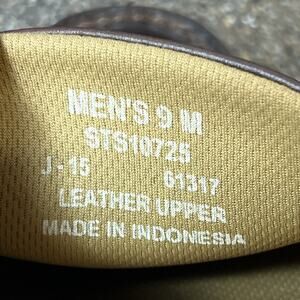 MEN'S 9 M
STS10725
J - 15 61317
LEATHER UPPER
MADE IN INDONESIA